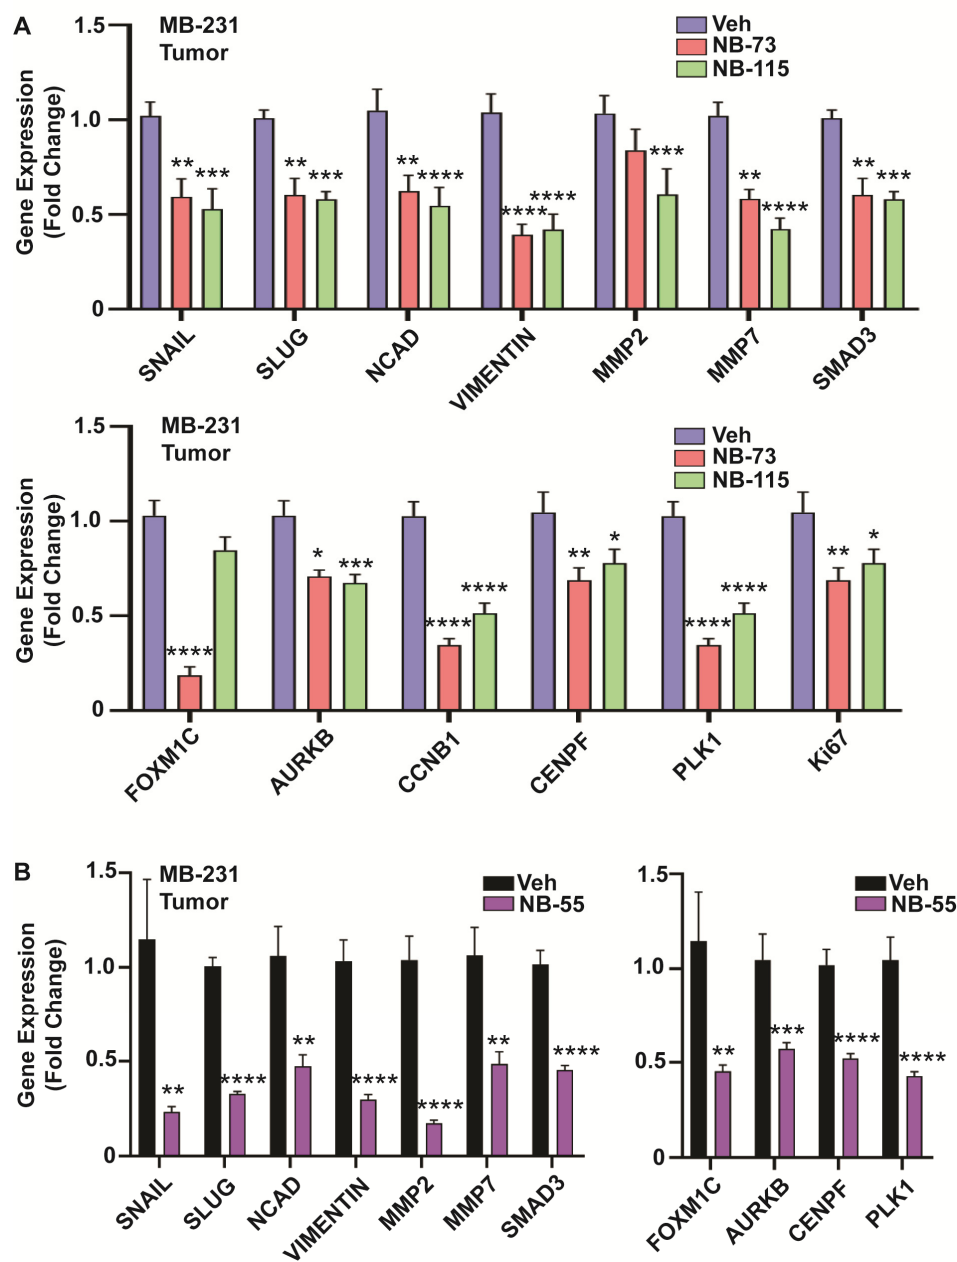 A
MB-231
Tumor
Veh
NB-73
NB-115
Gene Expression
(Fold Change)
1.5
1.0
0.5
0
** *** ** *** ** **** **** **** *** ** **** ** ***
SNAIL SLUG NCAD VIMENTIN MMP2 MMP7 SMAD3
MB-231
Tumor
Veh
NB-73
NB-115
Gene Expression
(Fold Change)
1.5
1.0
0.5
0
**** * *** **** **** ** * **** **** ** *
FOXM1C AURKB CCNB1 CENPF PLK1 Ki67
B
MB-231
Tumor
Veh
NB-55
Gene Expression
(Fold Change)
1.5
1.0
0.5
0
** **** ** **** **** ** ****
SNAIL SLUG NCAD VIMENTIN MMP2 MMP7 SMAD3
Veh
NB-55
1.5
1.0
0.5
0
** *** **** ****
FOXM1C AURKB CENPF PLK1